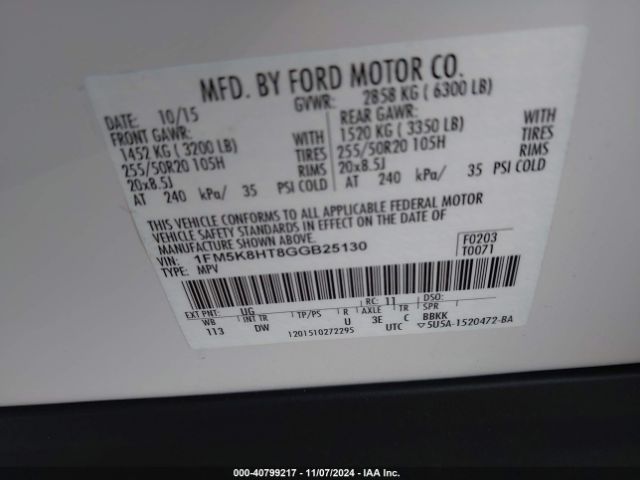 MFD. BY FORD MOTOR CO.
DATE: 10/15 GVWR: 2858 KG ( 6300 LB)
FRONT GAWR: REAR GAWR:
1452 KG ( 3200 LB) WITH 1520 KG ( 3350 LB) WITH
255/50R20 105H TIRES 255/50R20 105H TIRES
20x8.5J RIMS 20x8.5J RIMS
AT 240 kPa/ 35 PSI COLD AT 240 kPa/ 35 PSI COLD
THIS VEHICLE CONFORMS TO ALL APPLICABLE FEDERAL MOTOR
VEHICLE SAFETY STANDARDS IN EFFECT ON THE DATE OF
MANUFACTURE SHOWN ABOVE.
VIN: 1FM5K8HT8GGB25130 F0203
TYPE: MPV T0071
EXT PNT: UG RC: 11 DSO:
WB INT TR TP/PS R AXLE TR SPR
113 DW U 3E C BBKK
1201510272295 UTC ▽5U5A-1520472-BA
000-40799217 - 11/07/2024 - IAAI.COM